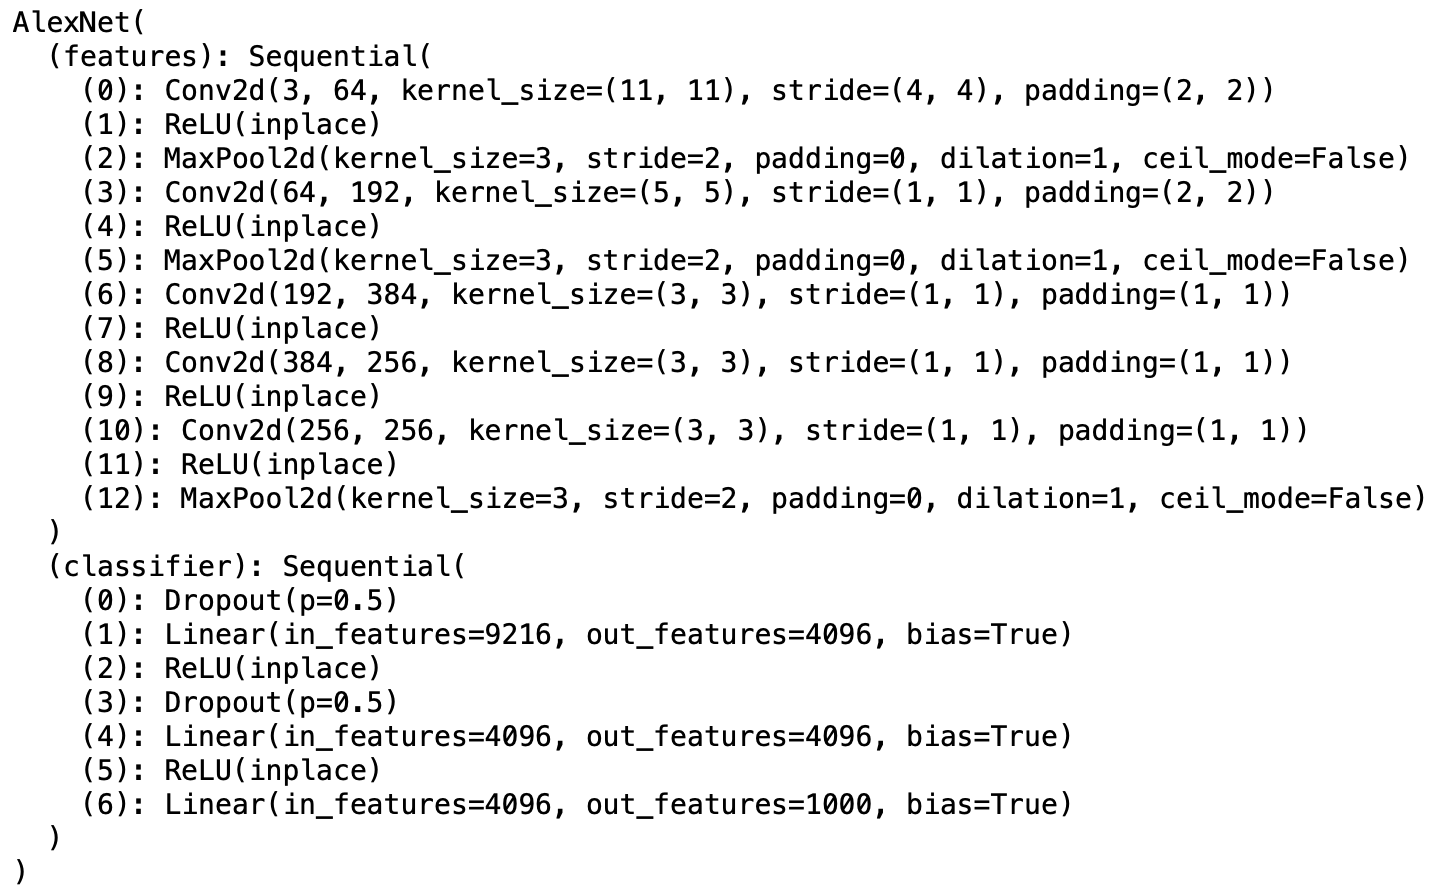 AlexNet(
  (features): Sequential(
    (0): Conv2d(3, 64, kernel_size=(11, 11), stride=(4, 4), padding=(2, 2))
    (1): ReLU(inplace)
    (2): MaxPool2d(kernel_size=3, stride=2, padding=0, dilation=1, ceil_mode=False)
    (3): Conv2d(64, 192, kernel_size=(5, 5), stride=(1, 1), padding=(2, 2))
    (4): ReLU(inplace)
    (5): MaxPool2d(kernel_size=3, stride=2, padding=0, dilation=1, ceil_mode=False)
    (6): Conv2d(192, 384, kernel_size=(3, 3), stride=(1, 1), padding=(1, 1))
    (7): ReLU(inplace)
    (8): Conv2d(384, 256, kernel_size=(3, 3), stride=(1, 1), padding=(1, 1))
    (9): ReLU(inplace)
    (10): Conv2d(256, 256, kernel_size=(3, 3), stride=(1, 1), padding=(1, 1))
    (11): ReLU(inplace)
    (12): MaxPool2d(kernel_size=3, stride=2, padding=0, dilation=1, ceil_mode=False)
  )
  (classifier): Sequential(
    (0): Dropout(p=0.5)
    (1): Linear(in_features=9216, out_features=4096, bias=True)
    (2): ReLU(inplace)
    (3): Dropout(p=0.5)
    (4): Linear(in_features=4096, out_features=4096, bias=True)
    (5): ReLU(inplace)
    (6): Linear(in_features=4096, out_features=1000, bias=True)
  )
)